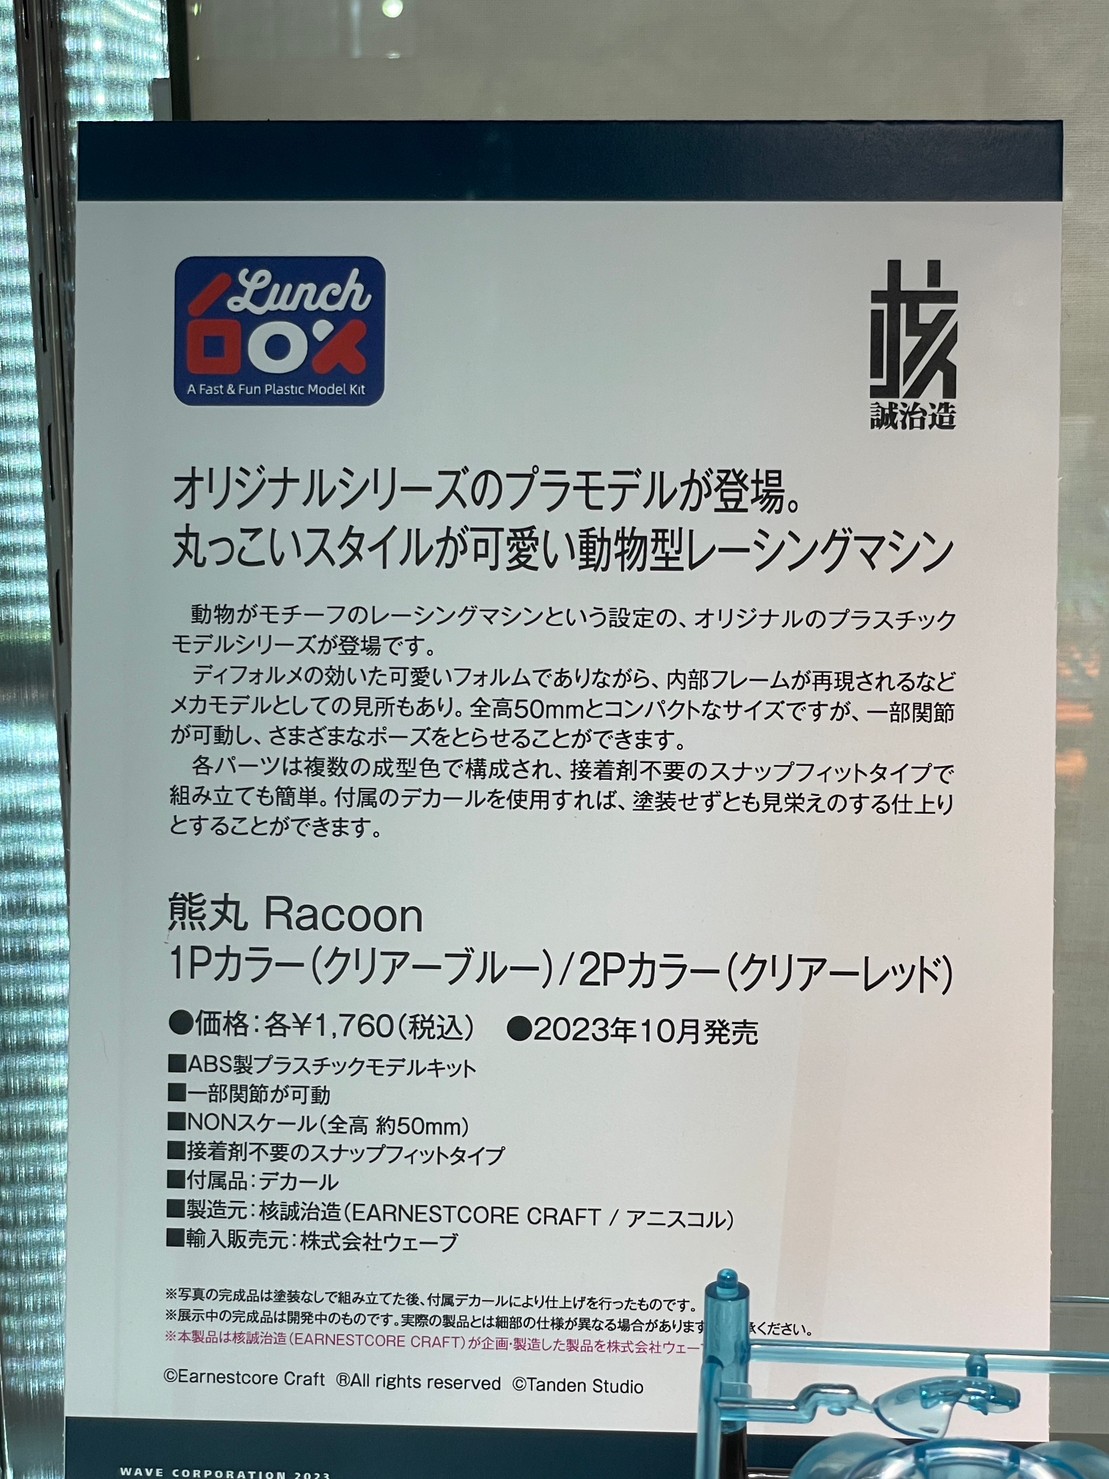 Lunch
BOX
A Fast & Fun Plastic Model Kit
核
誠治造
オリジナルシリーズのプラモデルが登場。
丸っこいスタイルが可愛い動物型レーシングマシン
動物がモチーフのレーシングマシンという設定の、オリジナルのプラスチック
モデルシリーズが登場です。
ディフォルメの効いた可愛いフォルムでありながら、内部フレームが再現されるなど
メカモデルとしての見所もあり。全高50mmとコンパクトなサイズですが、一部関節
が可動し、さまざまなポーズをとらせることができます。
各パーツは複数の成型色で構成され、接着剤不要のスナップフィットタイプで
組み立ても簡単。付属のデカールを使用すれば、塗装せずとも見栄えのする仕上り
とすることができます。
熊丸 Racoon
1Pカラー(クリアーブルー)/2Pカラー(クリアーレッド)
●価格:各¥1,760(税込) ●2023年10月発売
■ABS製プラスチックモデルキット
■一部関節が可動
■NONスケール(全高 約50mm)
■接着剤不要のスナップフィットタイプ
■付属品:デカール
■製造元:核誠治造(EARNESTCORE CRAFT / アニスコル)
■輸入販売元:株式会社ウェーブ
※写真の完成品は塗装なしで組み立てた後、付属デカールにより仕上げを行ったものです。
※展示中の完成品は開発中のものです。実際の製品とは細部の仕様が異なる場合があります 承ください。
※本製品は核誠治造(EARNESTCORE CRAFT)が企画・製造した製品を株式会社ウェー
©Earnestcore Craft ®All rights reserved ©Tanden Studio
WAVE CORPORATION 2023